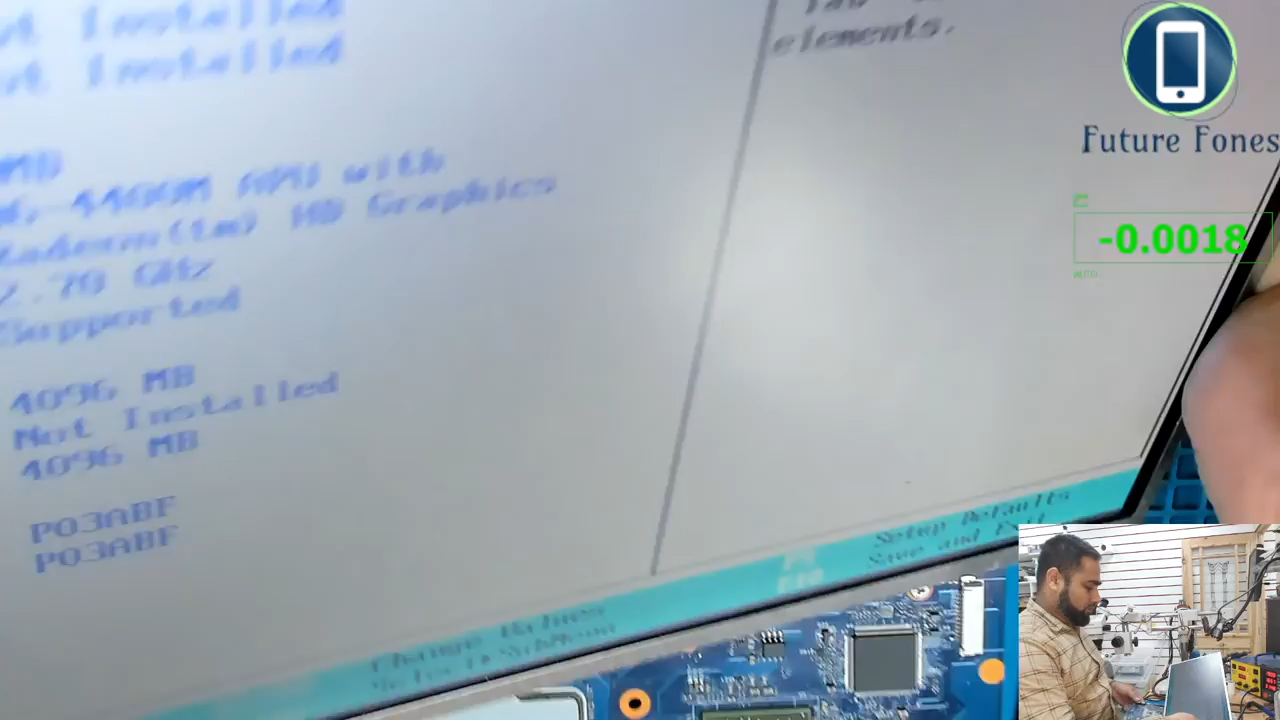 Installed
Installed
elements.
4400M APU with
Radeon(tm) HD Graphics
2.70 GHz
Supported
4096 MB
Not Installed
4096 MB
P03ABF
P03ABF
Change Values
Setup Defaults
Save and Exit
Future Fones
-0.0018
AUTO